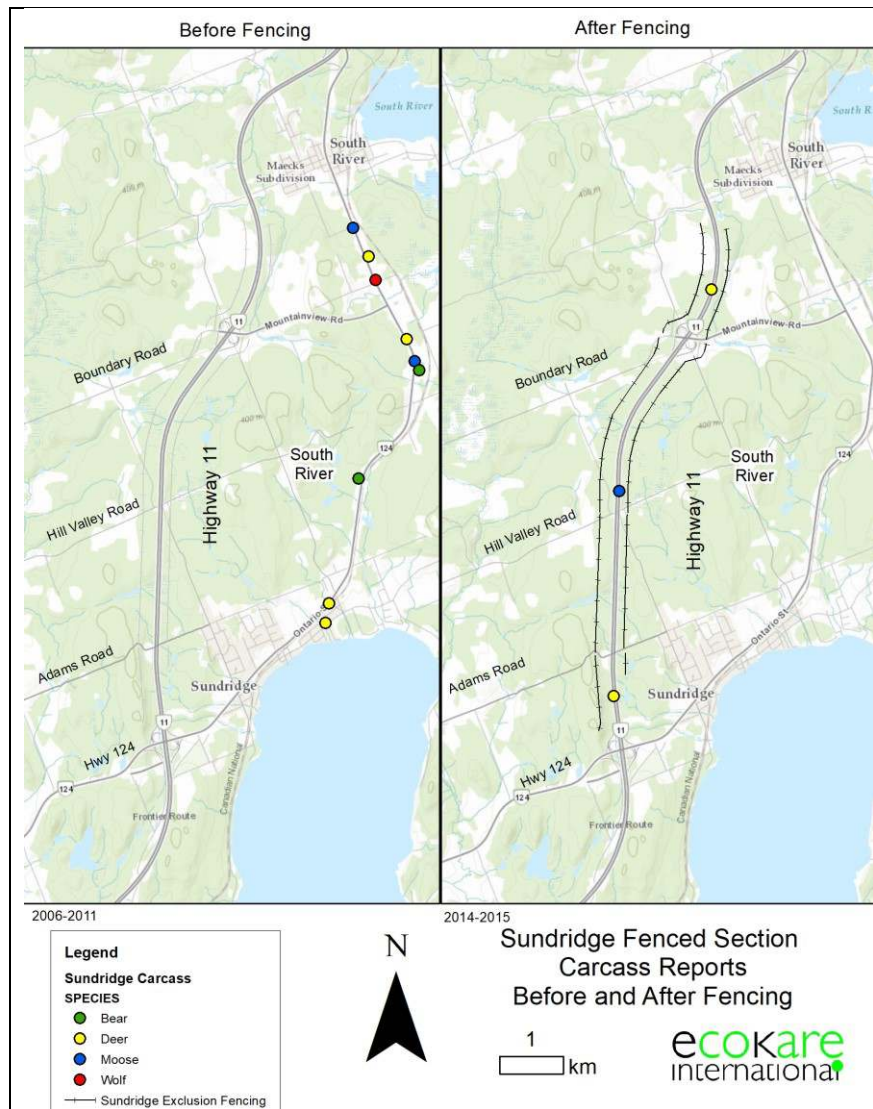 Before Fencing
After Fencing
South River
South
River
Maecks
Subdivision
400 m
11
Mountainview Rd
Boundary Road
400 m
124
South
River
Highway 11
Hill Valley Road
Ontario St
Adams Road
Sundridge
11
Hwy 124
124
Canadian National
Frontier Route
2006-2011
South R
South
River
Maecks
Subdivision
400 m
11
Mountainview Rd
Boundary Road
400 m
124
South
River
Highway 11
Hill Valley Road
Ontario St
Adams Road
Sundridge
11
Hwy 124
124
Canadian National
Frontier Route
2014-2015
Legend
Sundridge Carcass
SPECIES
Bear
Deer
Moose
Wolf
Sundridge Exclusion Fencing
N
Sundridge Fenced Section
Carcass Reports
Before and After Fencing
1
km
ecokare
international